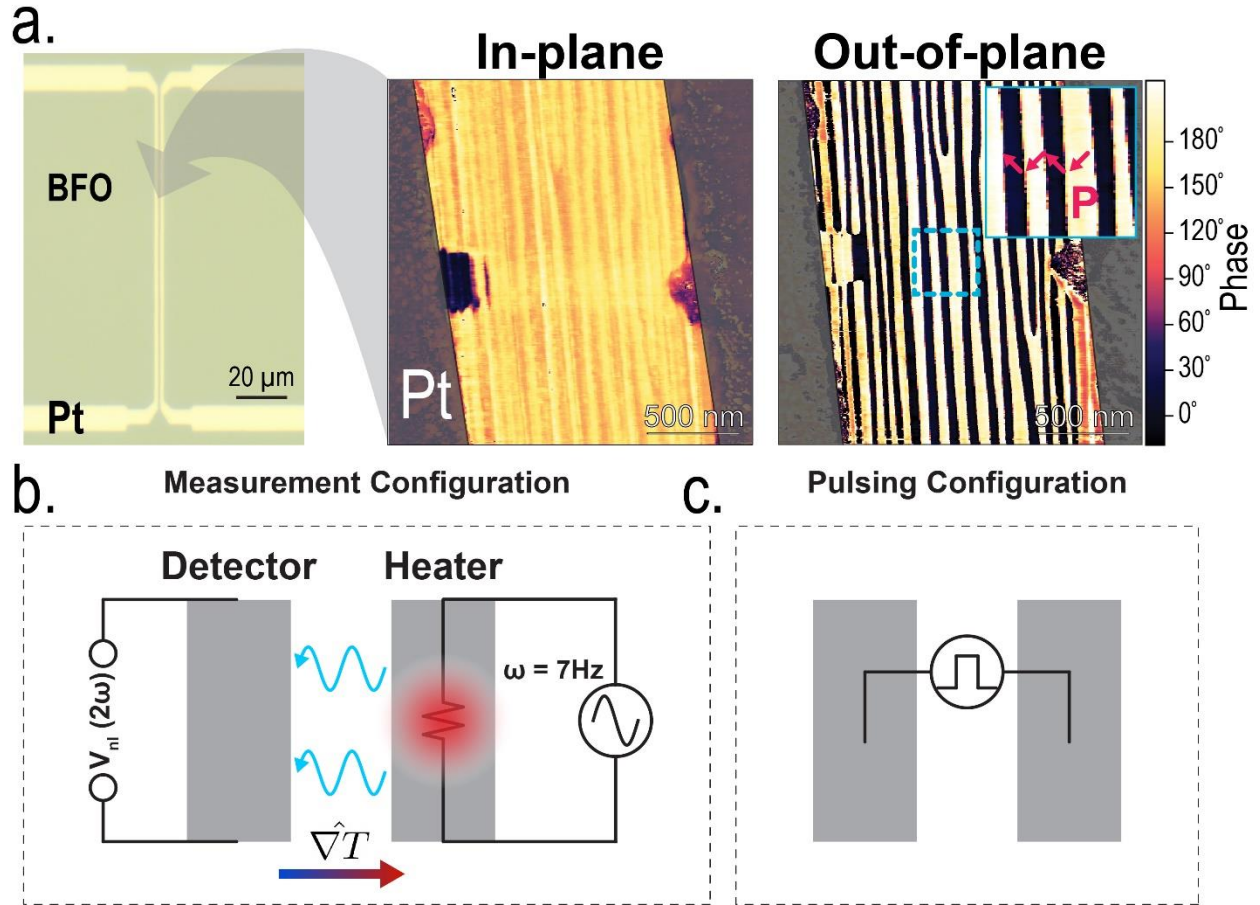 a.
In-plane
Out-of-plane
BFO
Pt
20 µm
Pt
500 nm
P
500 nm
180°
150°
120°
90°
60°
30°
0°
Phase
b.
Measurement Configuration
c.
Pulsing Configuration
Detector
Heater
V_nl (2ω)
ω = 7Hz
∇̂T